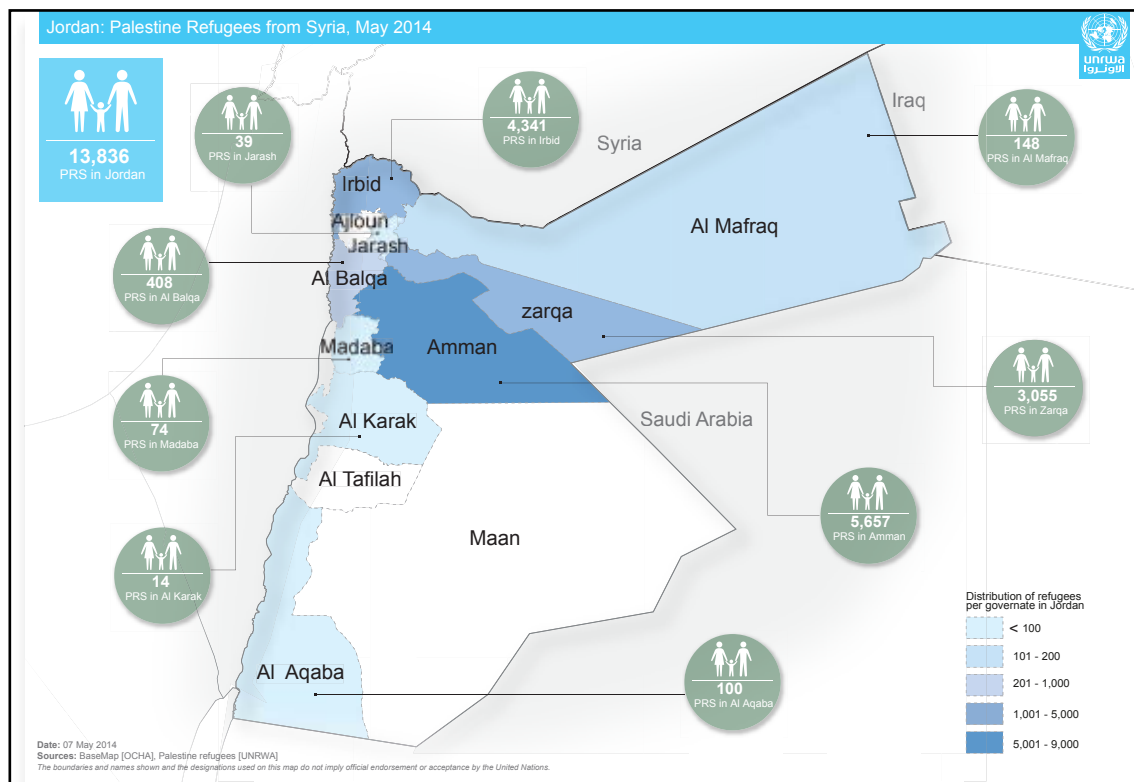 Jordan: Palestine Refugees from Syria, May 2014
unrwa
الأونروا
13,836
PRS in Jordan
39
PRS in Jarash
4,341
PRS in Irbid
Syria
Iraq
148
PRS in Al Mafraq
Irbid
Ajloun
Jarash
Al Mafraq
408
PRS in Al Balqa
Al Balqa
zarqa
Madaba
Amman
3,055
PRS in Zarqa
74
PRS in Madaba
Al Karak
Saudi Arabia
Al Tafilah
5,657
PRS in Amman
Maan
14
PRS in Al Karak
Al Aqaba
100
PRS in Al Aqaba
Distribution of refugees
per governate in Jordan
< 100
101 - 200
201 - 1,000
1,001 - 5,000
5,001 - 9,000
Date: 07 May 2014
Sources: BaseMap [OCHA], Palestine refugees [UNRWA]
The boundaries and names shown and the designations used on this map do not imply official endorsement or acceptance by the United Nations.